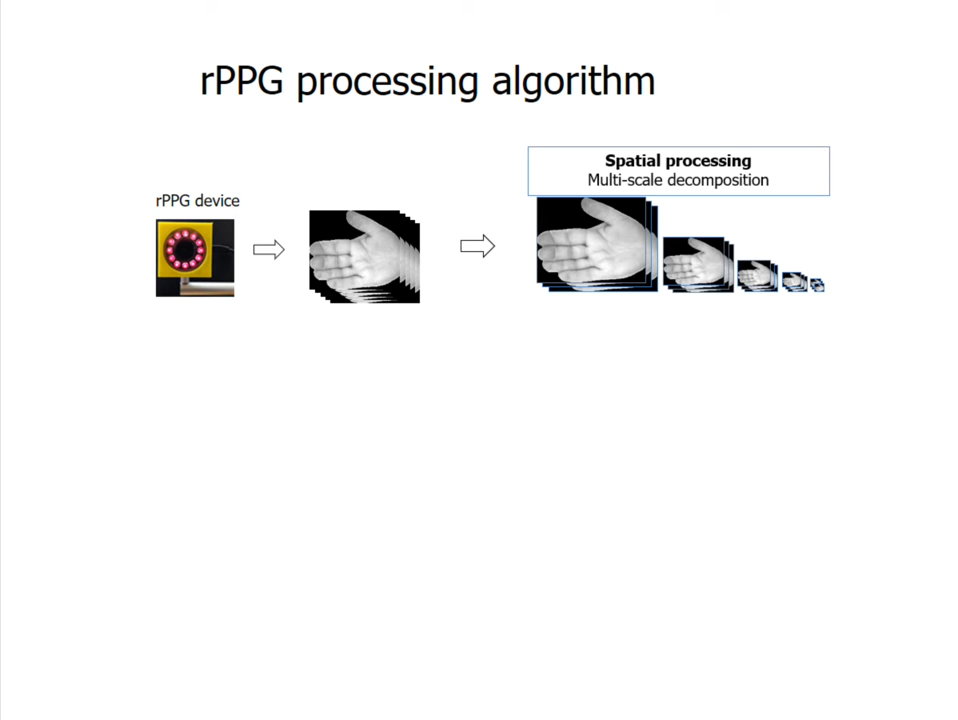 rPPG processing algorithm
Spatial processing
Multi-scale decomposition
rPPG device